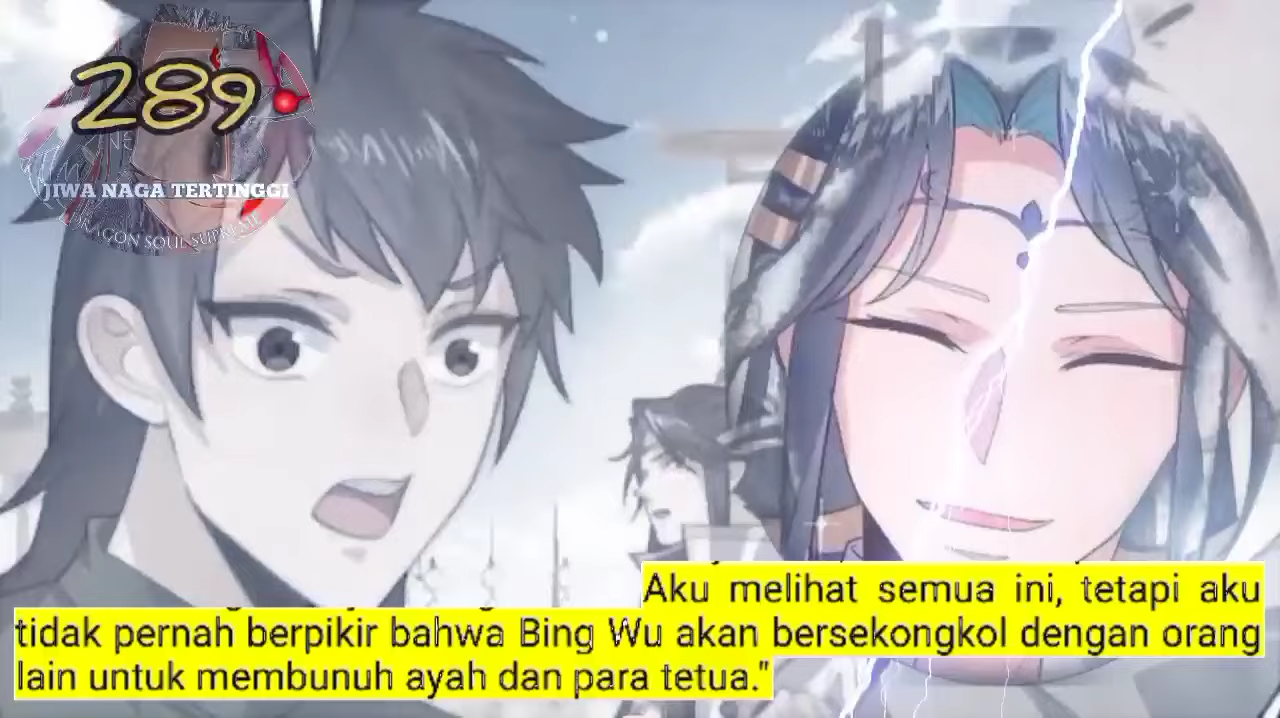 289
JIWA NAGA TERTINGGI
DRAGON SOUL SUPREME
Aku melihat semua ini, tetapi aku
tidak pernah berpikir bahwa Bing Wu akan bersekongkol dengan orang
lain untuk membunuh ayah dan para tetua."